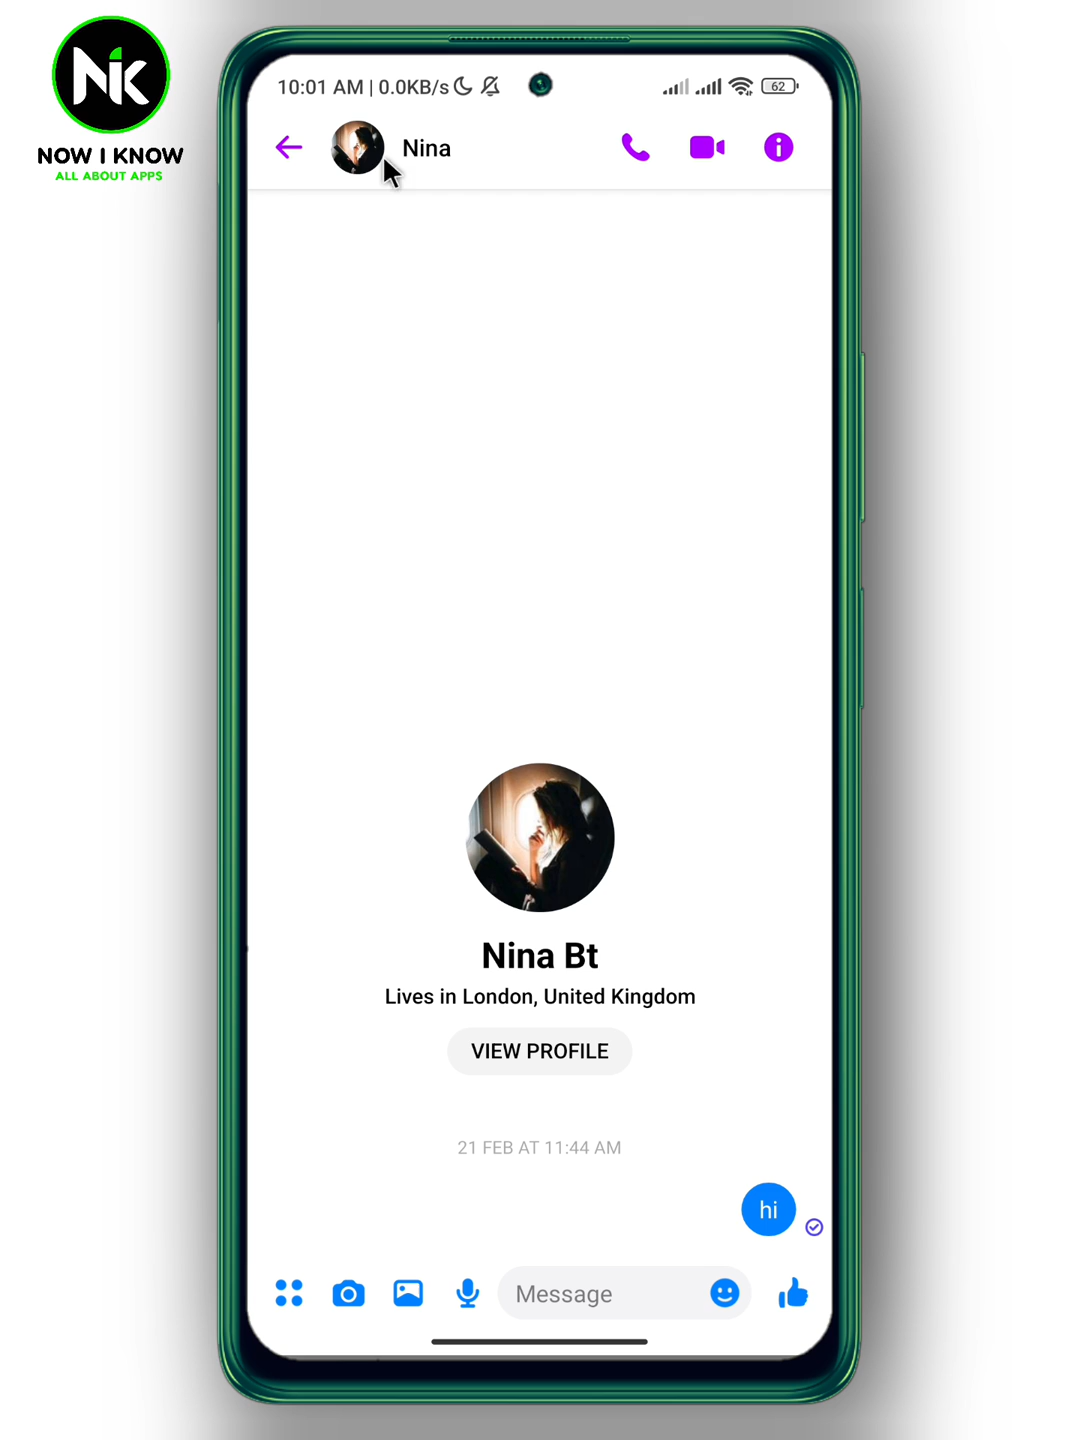 NIK
NOW I KNOW
ALL ABOUT APPS
10:01 AM | 0.0KB/s
62
Nina
Nina Bt
Lives in London, United Kingdom
VIEW PROFILE
21 FEB AT 11:44 AM
hi
Message